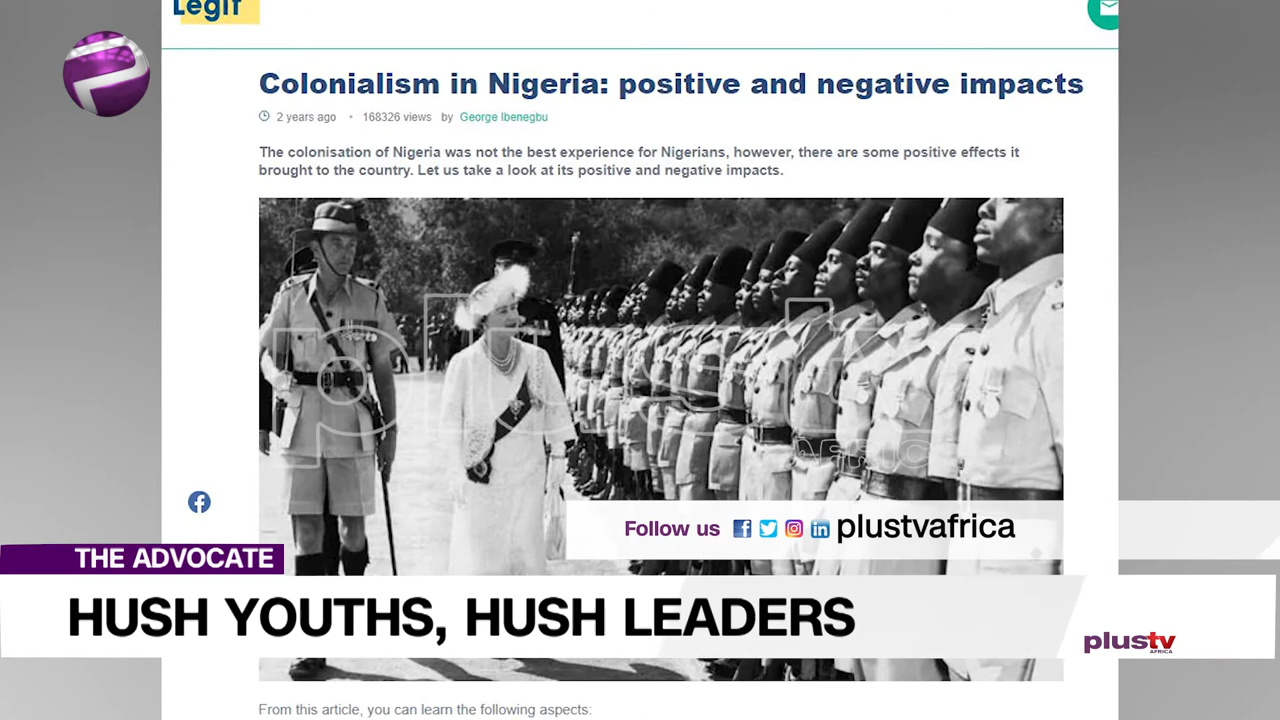 Legit
Colonialism in Nigeria: positive and negative impacts
2 years ago • 168326 views by George Ibenegbu
The colonisation of Nigeria was not the best experience for Nigerians, however, there are some positive effects it
brought to the country. Let us take a look at its positive and negative impacts.
plustv
AFRICA
Follow us plustvafrica
THE ADVOCATE
HUSH YOUTHS, HUSH LEADERS
plustv
AFRICA
From this article, you can learn the following aspects: